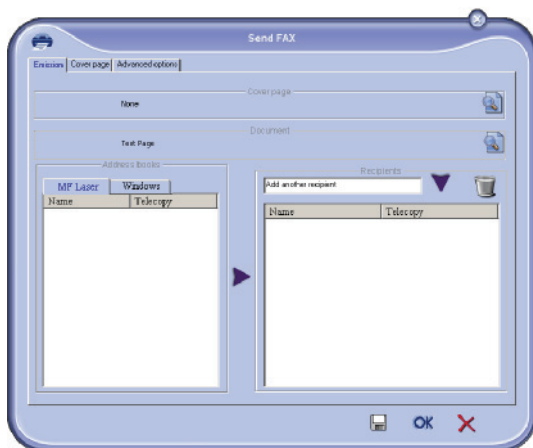 Send FAX
Emission Cover page Advanced options
Cover page
None
Document
Test Page
Address books
MF Laser Windows
Name Telecopy
Recipients
Add another recipient
Name Telecopy
OK